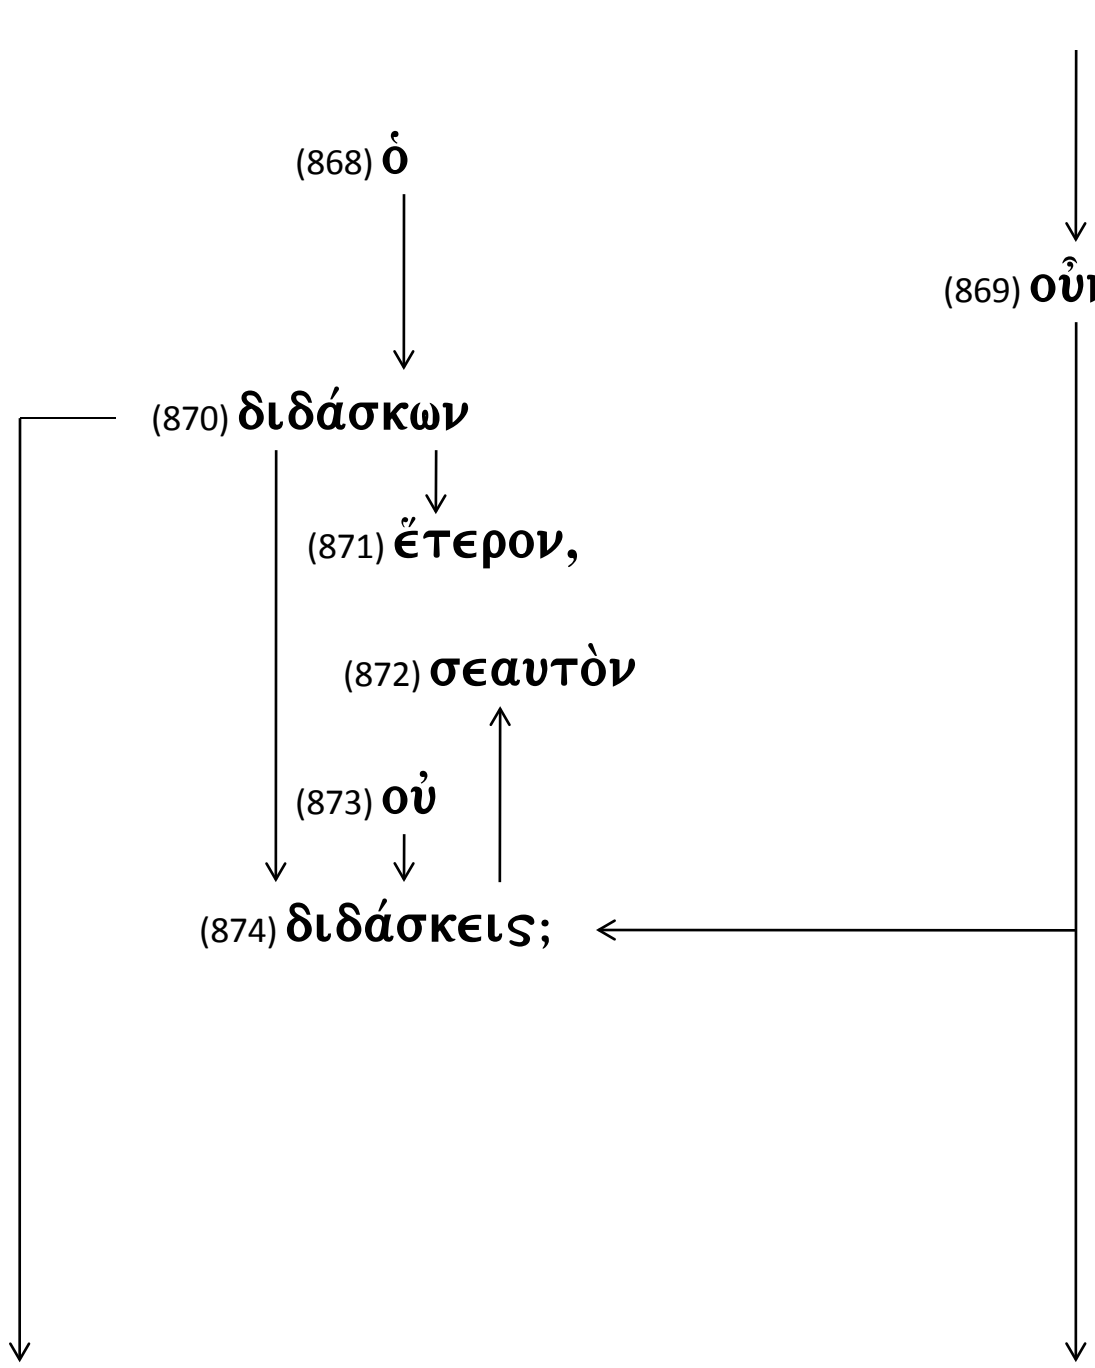 (868) ὁ
(869) οὖν
(870) διδάσκων
(871) ἕτερον,
(872) σεαυτὸν
(873) οὐ
(874) διδάσκεις;